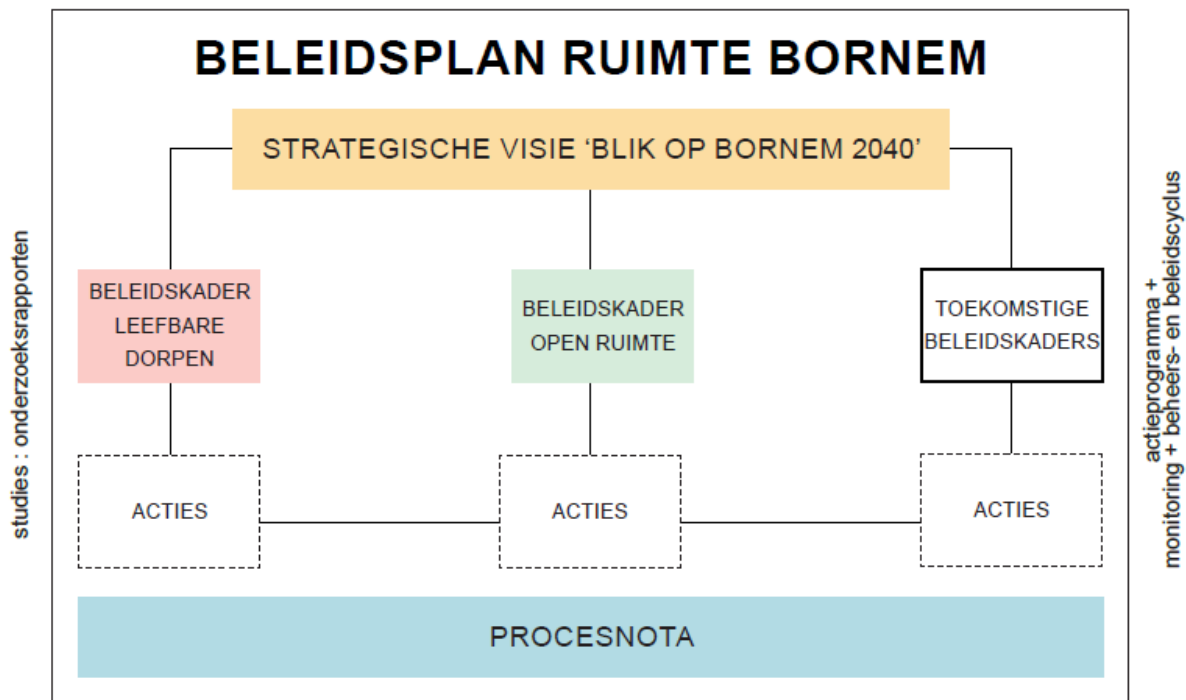 BELEIDSPLAN RUIMTE BORNEM
STRATEGISCHE VISIE ‘BLIK OP BORNEM 2040’
BELEIDSKADER
LEEFBARE
DORPEN
BELEIDSKADER
OPEN RUIMTE
TOEKOMSTIGE
BELEIDSKADERS
ACTIES
ACTIES
ACTIES
PROCESNOTA
studies : onderzoeksrapporten
actieprogramma +
monitoring + beheers- en beleidscyclus